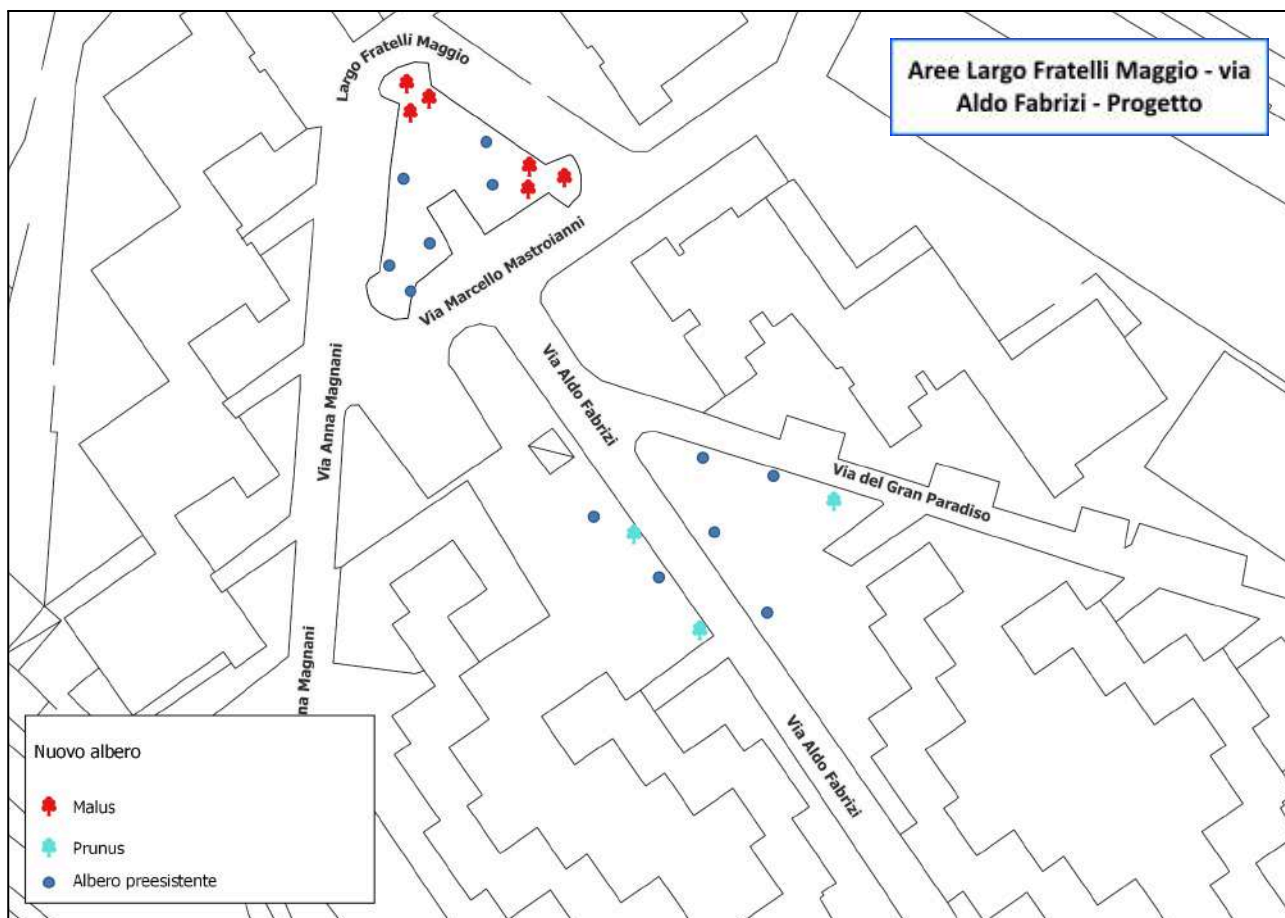 Aree Largo Fratelli Maggio - via
Aldo Fabrizi - Progetto
Largo Fratelli Maggio
Via Marcello Mastroianni
Via Anna Magnani
Via Aldo Fabrizi
Via del Gran Paradiso
na Magnani
Via Aldo Fabrizi
Nuovo albero
Malus
Prunus
Albero preesistente